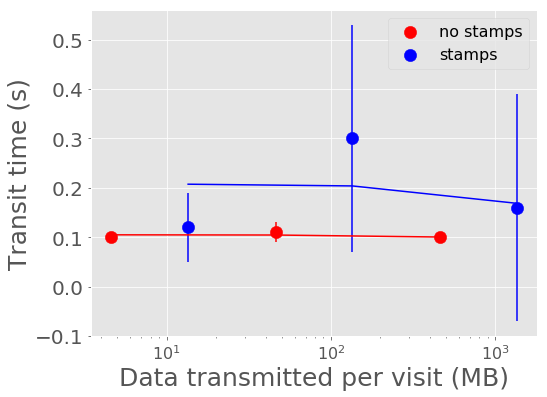 no stamps
stamps
Transit time (s)
0.5
0.4
0.3
0.2
0.1
0.0
−0.1
10¹
10²
10³
Data transmitted per visit (MB)